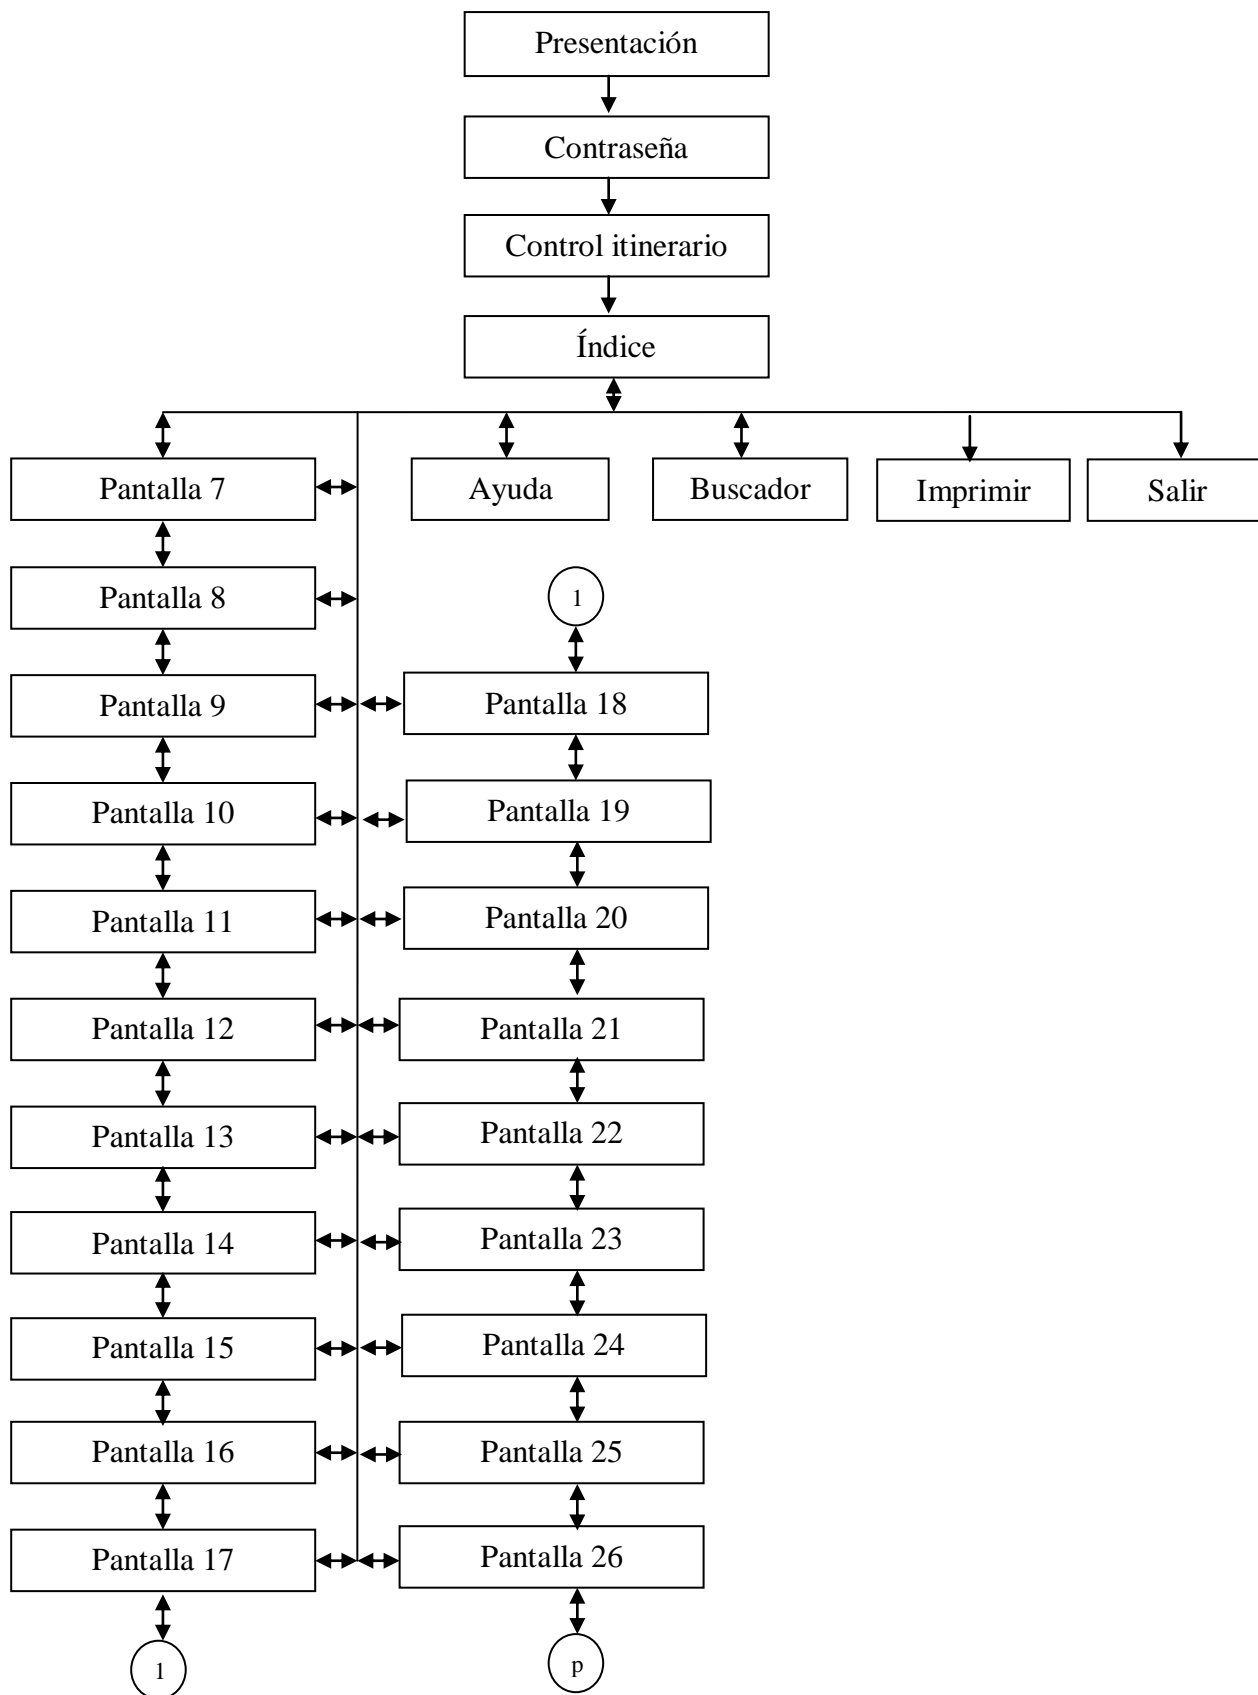 Presentación
Contraseña
Control itinerario
Índice
Pantalla 7
Ayuda
Buscador
Imprimir
Salir
Pantalla 8
1
Pantalla 9
Pantalla 18
Pantalla 10
Pantalla 19
Pantalla 11
Pantalla 20
Pantalla 12
Pantalla 21
Pantalla 13
Pantalla 22
Pantalla 14
Pantalla 23
Pantalla 15
Pantalla 24
Pantalla 16
Pantalla 25
Pantalla 17
Pantalla 26
1
p